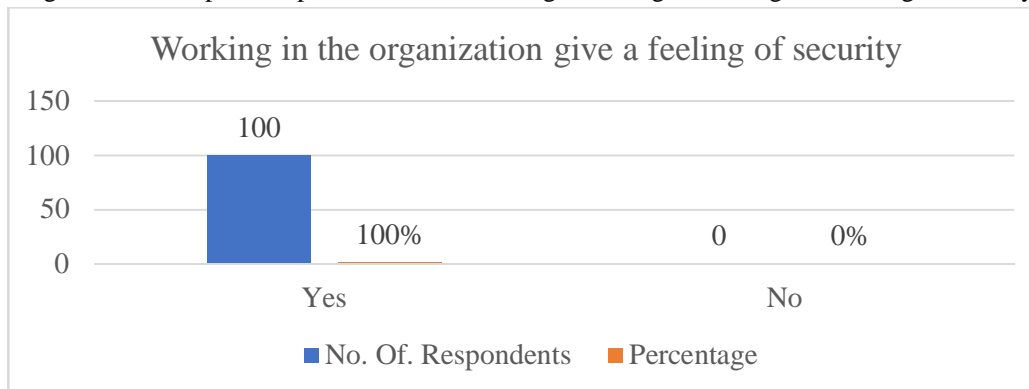 Working in the organization give a feeling of security
150
100
50
0
100
100%
0
0%
Yes
No
No. Of. Respondents
Percentage